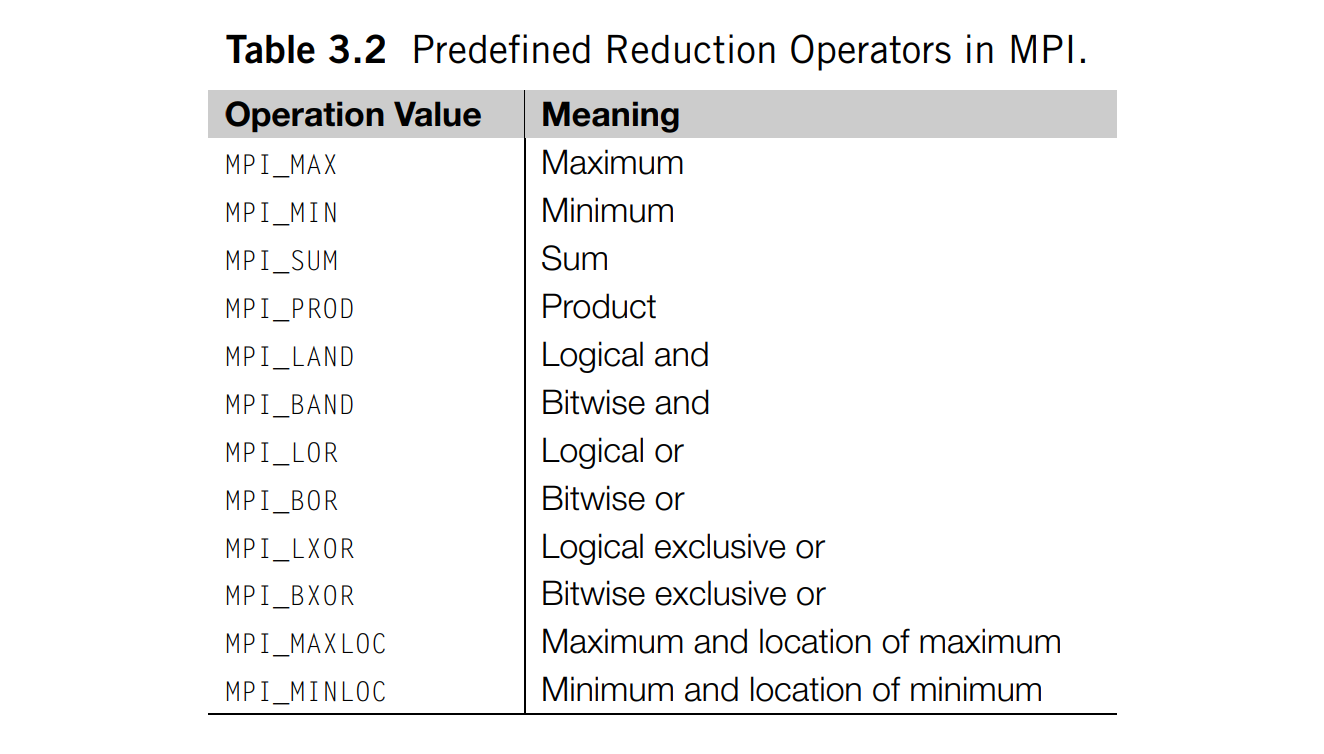 Table 3.2 Predefined Reduction Operators in MPI.
Operation Value Meaning
MPI_MAX Maximum
MPI_MIN Minimum
MPI_SUM Sum
MPI_PROD Product
MPI_LAND Logical and
MPI_BAND Bitwise and
MPI_LOR Logical or
MPI_BOR Bitwise or
MPI_LXOR Logical exclusive or
MPI_BXOR Bitwise exclusive or
MPI_MAXLOC Maximum and location of maximum
MPI_MINLOC Minimum and location of minimum